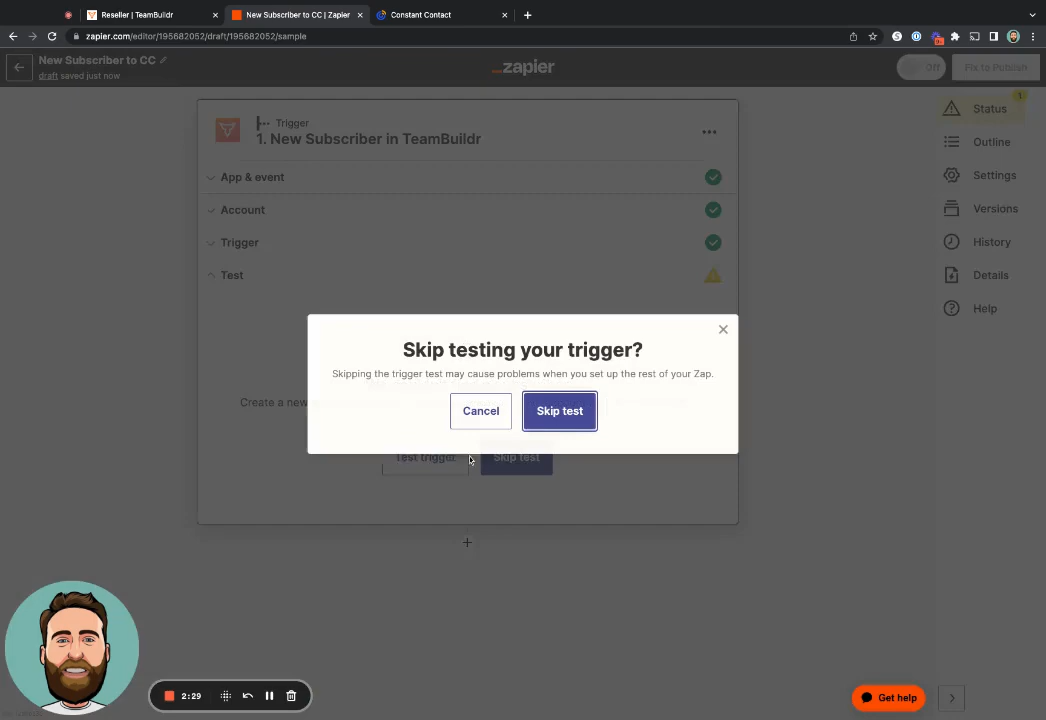 Reseller | TeamBuildr
New Subscriber to CC | Zapier
Constant Contact
zapier.com/editor/195682052/draft/195682052/sample
New Subscriber to CC
draft saved just now
zapier
Off
Fix to Publish
Trigger
1. New Subscriber in TeamBuildr
App & event
Account
Trigger
Test
Status
1
Outline
Settings
Versions
History
Details
Help
Skip testing your trigger?
Skipping the trigger test may cause problems when you set up the rest of your Zap.
Create a new
Cancel
Skip test
Test trigger
Skip test
2:29
Get help